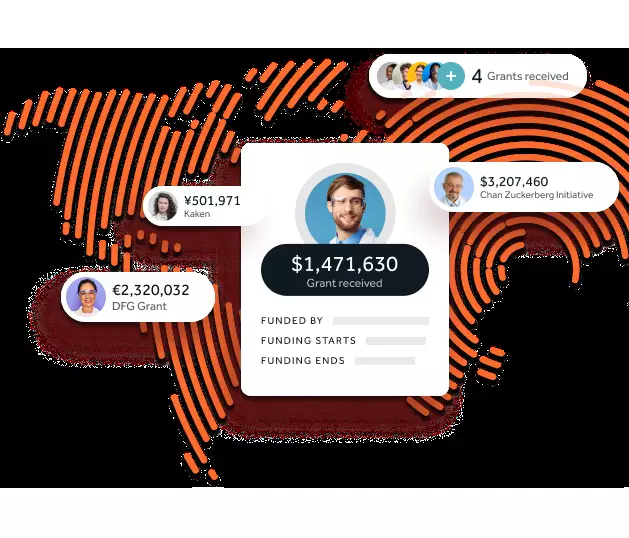 4 Grants received
$3,207,460
Chan Zuckerberg Initiative
¥501,971
Kaken
$1,471,630
Grant received
€2,320,032
DFG Grant
FUNDED BY
FUNDING STARTS
FUNDING ENDS